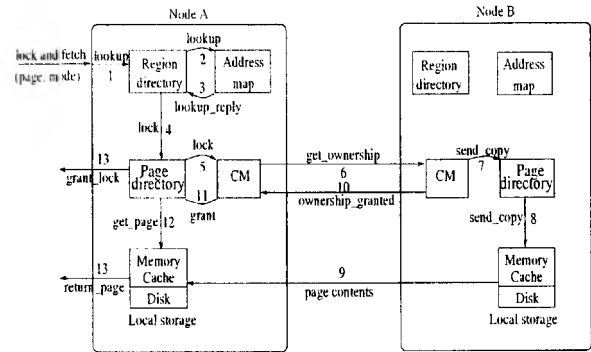 Node A
Node B
lock and fetch
(page, mode)
lookup
1
Region
directory
lookup
2
3
lookup_reply
Address
map
Region
directory
Address
map
lock 4
13
grant_lock
Page
directory
lock
5
11
grant
CM
get_ownership
6
10
ownership_granted
CM
send_copy
7
Page
directory
get_page 12
send_copy 8
13
return_page
Memory
Cache
Disk
Local storage
9
page contents
Memory
Cache
Disk
Local storage